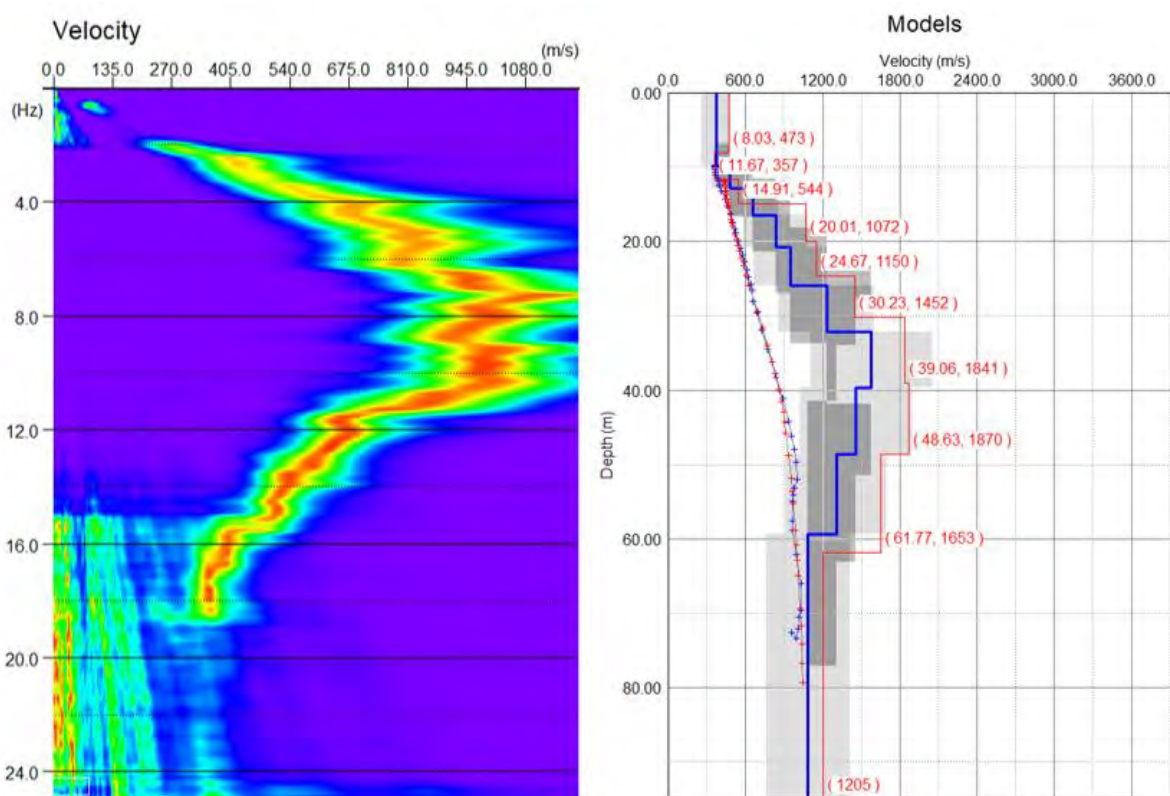 Velocity
(m/s)
0.0 135.0 270.0 405.0 540.0 675.0 810.0 945.0 1080.0
(Hz)
4.0
8.0
12.0
16.0
20.0
24.0
Models
Velocity (m/s)
0.0 600.0 1200.0 1800.0 2400.0 3000.0 3600.0
0.00
20.00
40.00
60.00
80.00
Depth (m)
( 8.03, 473 )
( 11.67, 357 )
( 14.91, 544 )
( 20.01, 1072 )
( 24.67, 1150 )
( 30.23, 1452 )
( 39.06, 1841 )
( 48.63, 1870 )
( 61.77, 1653 )
( 1205 )